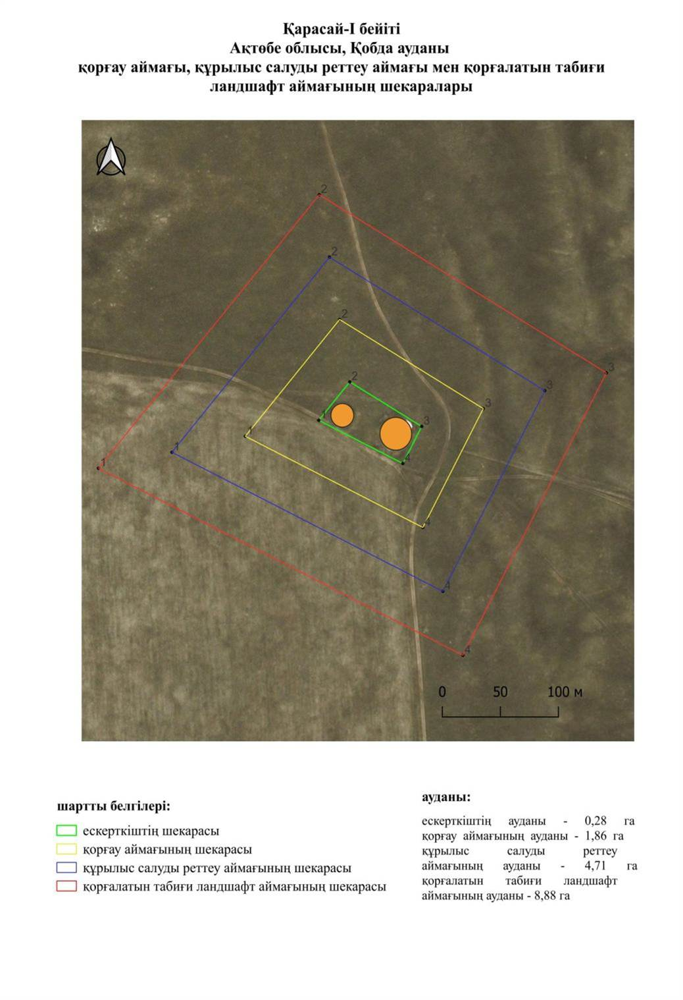 Қарасай-I бейіті
Ақтөбе облысы, Қобда ауданы
қорғау аймағы, құрылыс салуды реттеу аймағы мен қорғалатын табиғи
ландшафт аймағының шекаралары
2
2
2
2
3
3
3
3
1
1
1
1
4
4
4
4
0 50 100 м
шартты белгілері:
ескерткіштің шекарасы
қорғау аймағының шекарасы
құрылыс салуды реттеу аймағының шекарасы
қорғалатын табиғи ландшафт аймағының шекарасы
ауданы:
ескерткіштің ауданы - 0,28 га
қорғау аймағының ауданы - 1,86 га
құрылыс салуды реттеу
аймағының ауданы - 4,71 га
қорғалатын табиғи ландшафт
аймағының ауданы - 8,88 га